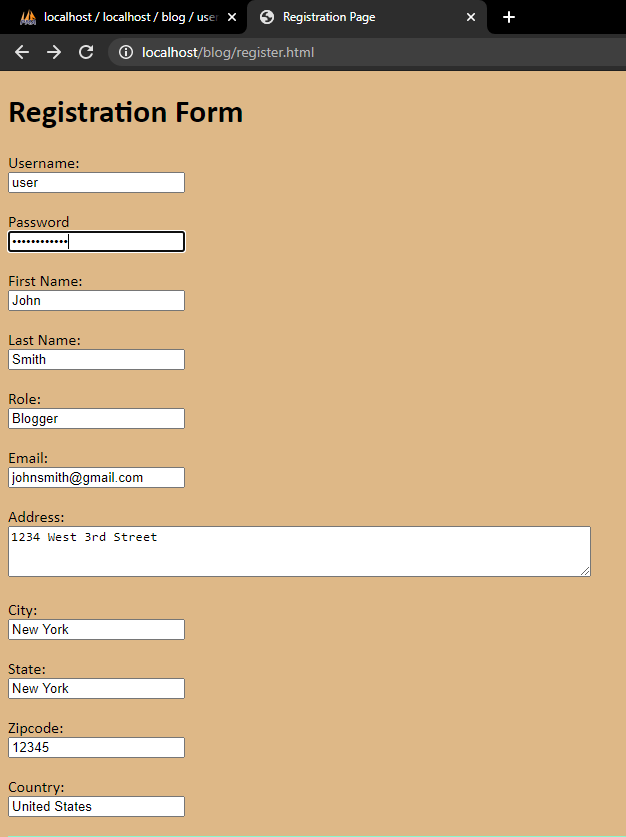 localhost / localhost / blog / user
Registration Page
localhost/blog/register.html
Registration Form
Username:
user
Password
••••••••••••
First Name:
John
Last Name:
Smith
Role:
Blogger
Email:
johnsmith@gmail.com
Address:
1234 West 3rd Street
City:
New York
State:
New York
Zipcode:
12345
Country:
United States